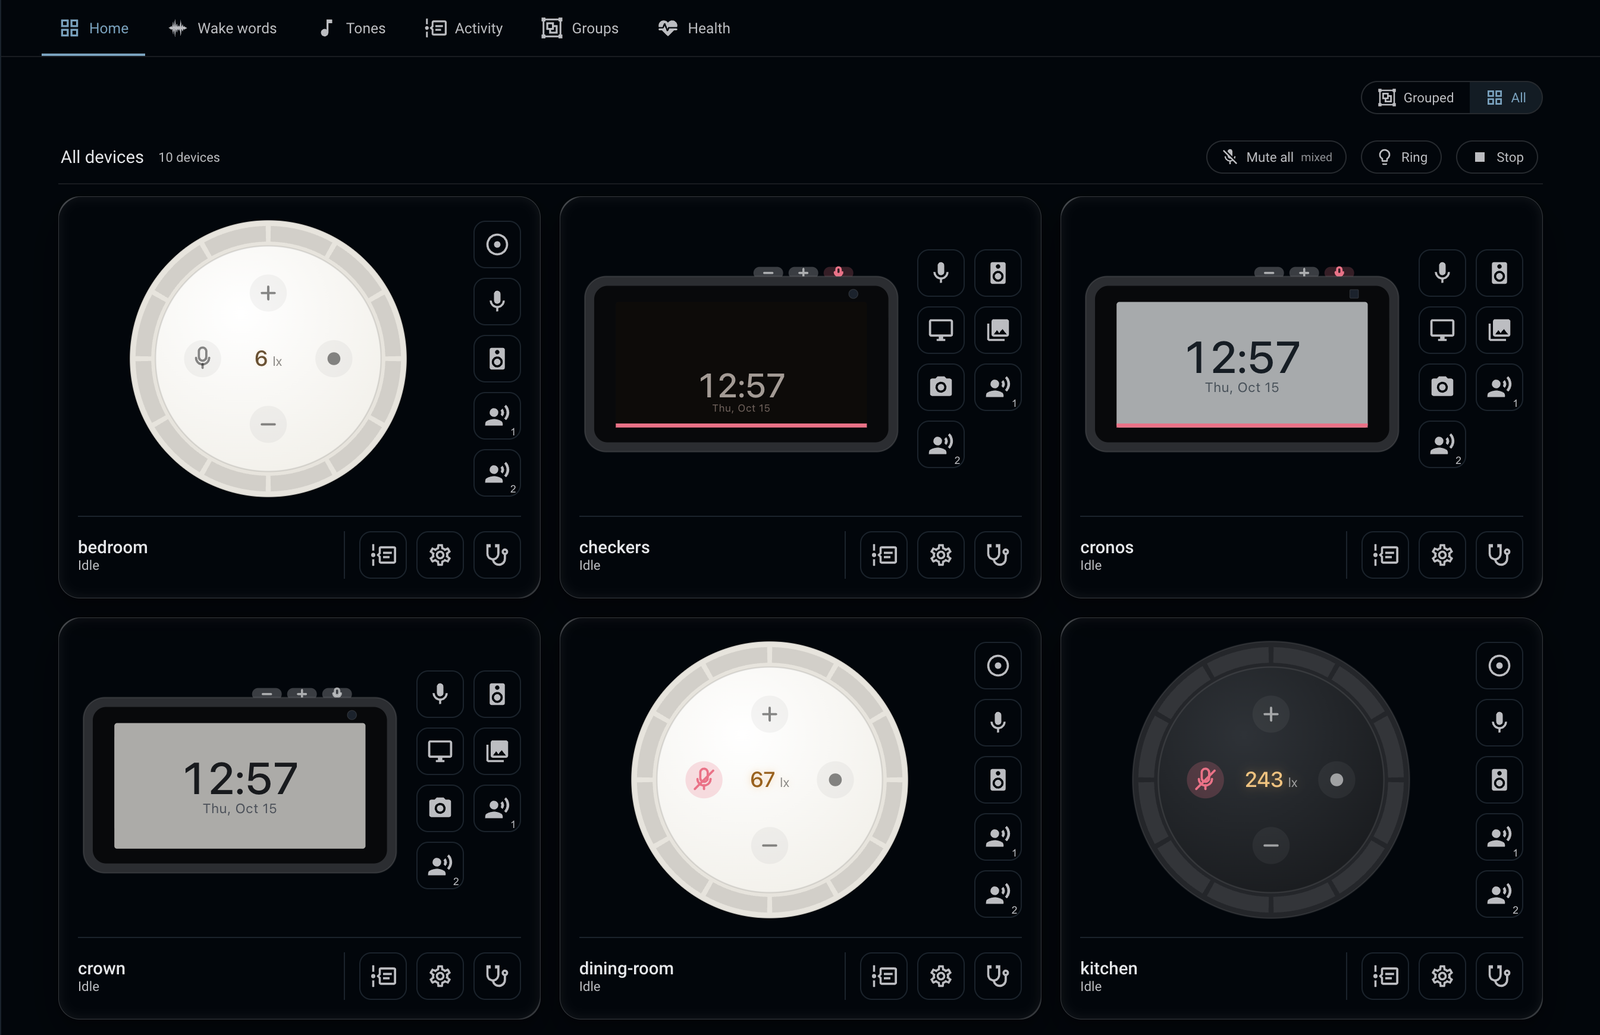 Home Wake words Tones Activity Groups Health
Grouped All
All devices 10 devices Mute all mixed Ring Stop
6 lx
1
2
bedroom
Idle
12:57
Thu, Oct 15
1
2
checkers
Idle
12:57
Thu, Oct 15
1
2
cronos
Idle
12:57
Thu, Oct 15
1
2
crown
Idle
67 lx
1
2
dining-room
Idle
243 lx
1
2
kitchen
Idle